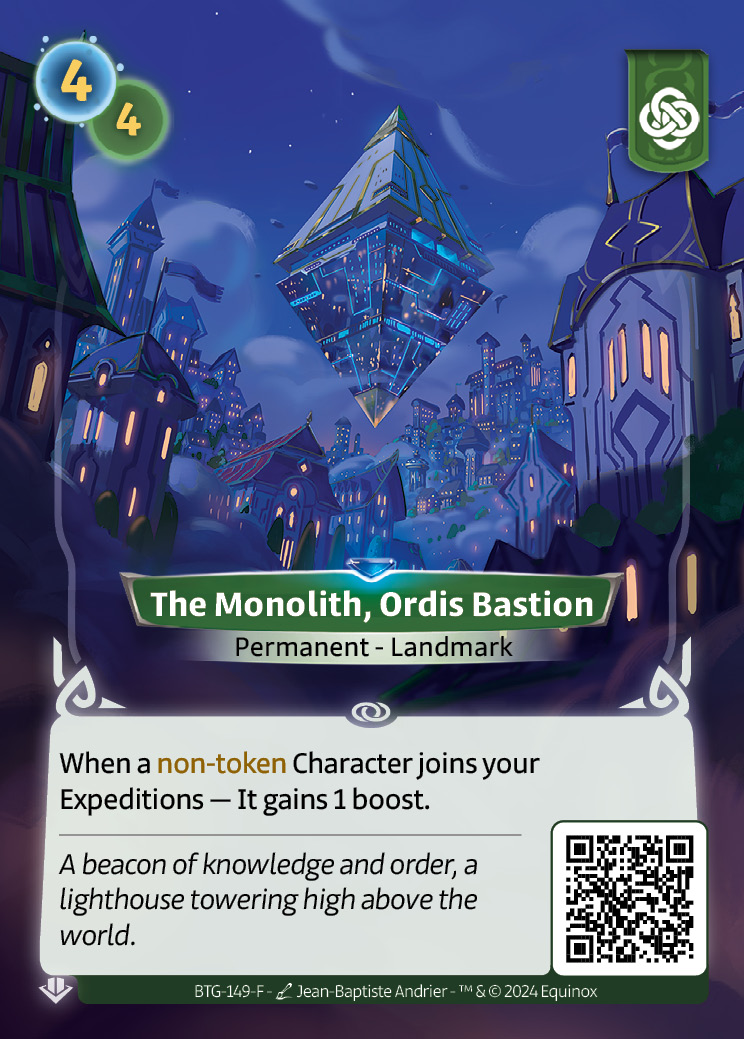 4
4
The Monolith, Ordis Bastion
Permanent - Landmark
When a non-token Character joins your
Expeditions — It gains 1 boost.
A beacon of knowledge and order, a
lighthouse towering high above the
world.
BTG-149-F - Jean-Baptiste Andrier - ™ & © 2024 Equinox